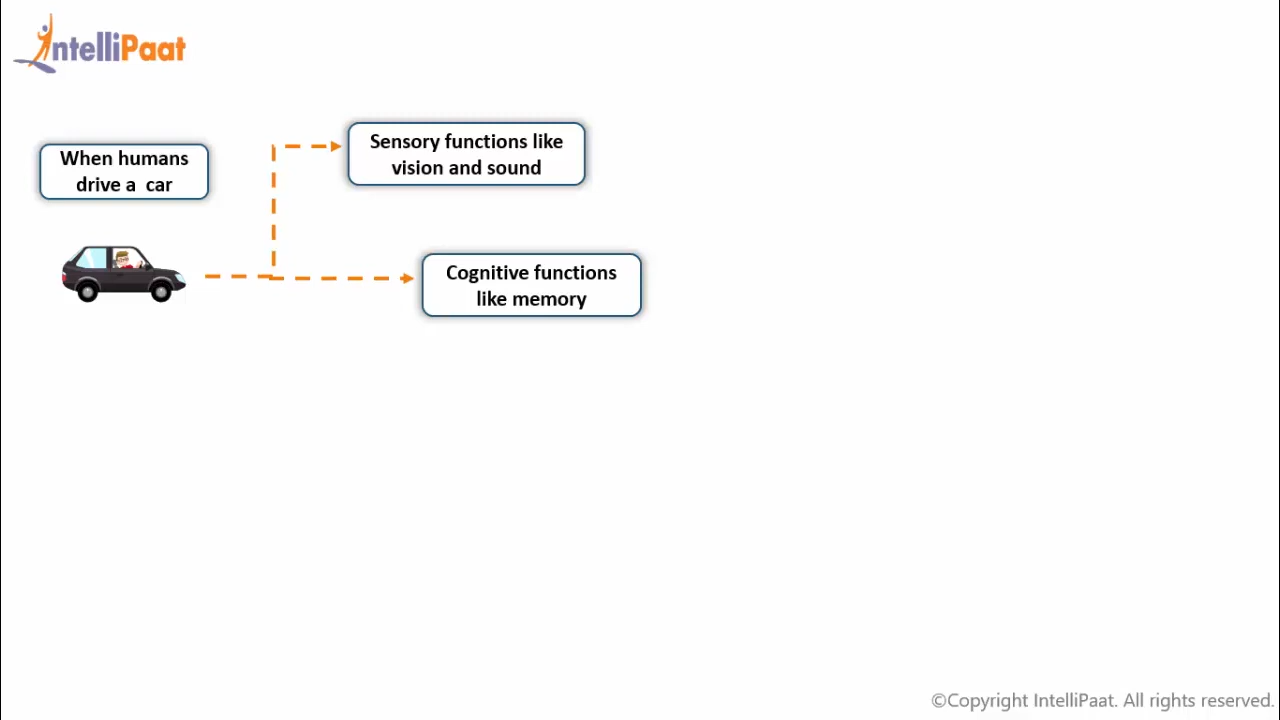 IntelliPaat
When humans
drive a car
Sensory functions like
vision and sound
Cognitive functions
like memory
©Copyright IntelliPaat. All rights reserved.